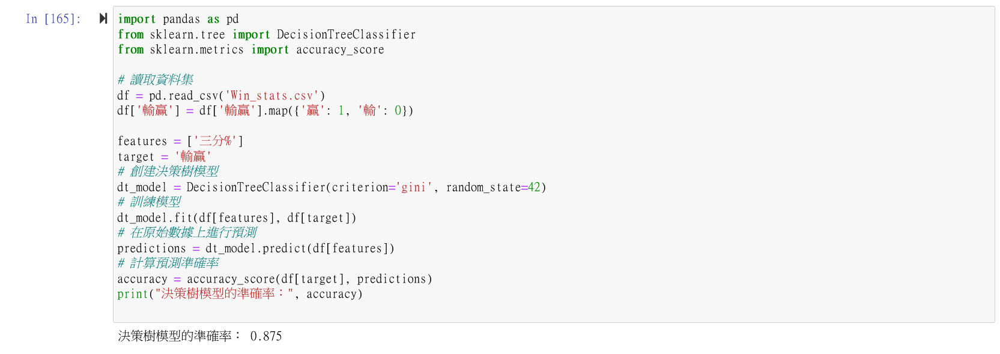 In [165]:
import pandas as pd
from sklearn.tree import DecisionTreeClassifier
from sklearn.metrics import accuracy_score
# 讀取資料集
df = pd.read_csv('Win_stats.csv')
df['輸贏'] = df['輸贏'].map({'贏': 1, '輸': 0})
features = ['三分%']
target = '輸贏'
# 創建決策樹模型
dt_model = DecisionTreeClassifier(criterion='gini', random_state=42)
# 訓練模型
dt_model.fit(df[features], df[target])
# 在原始數據上進行預測
predictions = dt_model.predict(df[features])
# 計算預測準確率
accuracy = accuracy_score(df[target], predictions)
print("決策樹模型的準確率：", accuracy)
決策樹模型的準確率： 0.875